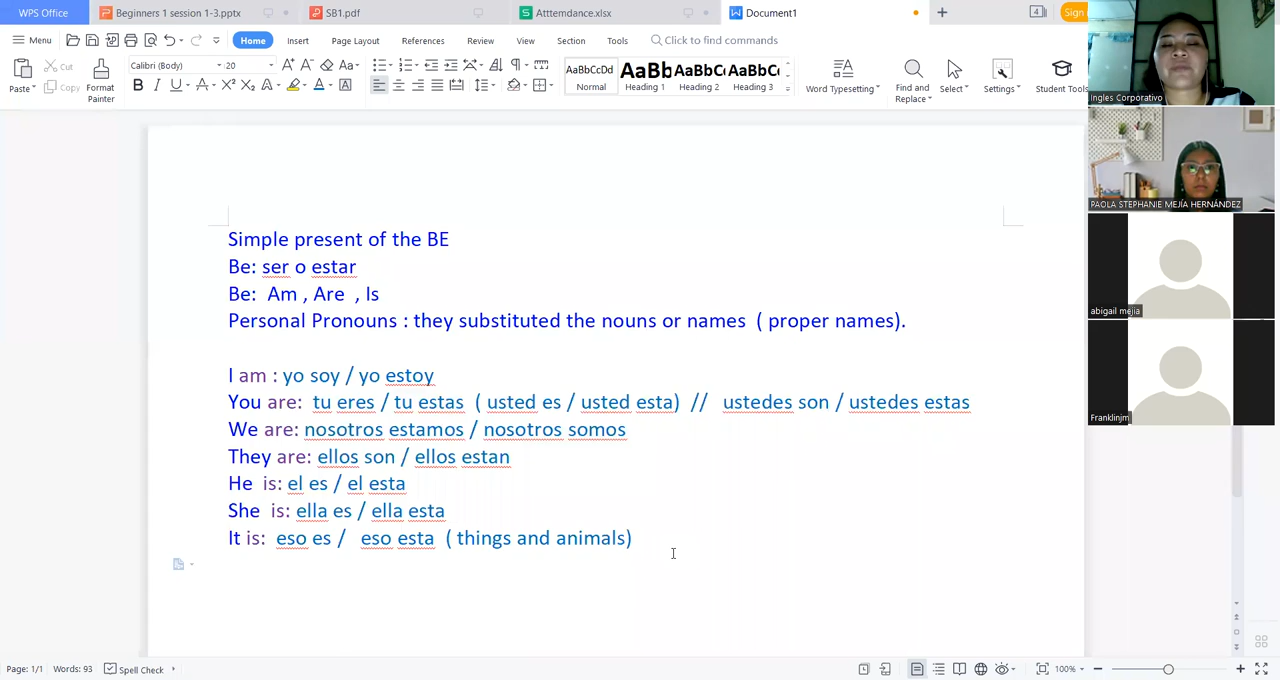 WPS Office
Beginners 1 session 1-3.pptx
SB1.pdf
Atttemdance.xlsx
Document1
4
Sign
Menu
Home
Insert
Page Layout
References
Review
View
Section
Tools
Click to find commands
Paste
Cut
Copy
Format Painter
Calibri (Body)
20
AaBbCcDd
Normal
AaBb
Heading 1
AaBbCc
Heading 2
AaBbCc
Heading 3
Word Typesetting
Find and Replace
Select
Settings
Student Tools
Simple present of the BE
Be: ser o estar
Be: Am , Are , Is
Personal Pronouns : they substituted the nouns or names ( proper names).
I am : yo soy / yo estoy
You are: tu eres / tu estas ( usted es / usted esta) // ustedes son / ustedes estas
We are: nosotros estamos / nosotros somos
They are: ellos son / ellos estan
He is: el es / el esta
She is: ella es / ella esta
It is: eso es / eso esta ( things and animals)
Ingles Corporativo
PAOLA STEPHANIE MEJÍA HERNÁNDEZ
abigail mejia
Franklinjm
Page: 1/1
Words: 93
Spell Check
100%